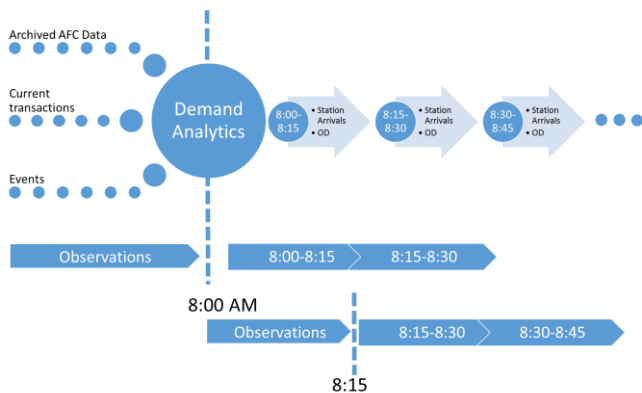 Archived AFC Data
Current
transactions
Events
Demand
Analytics
8:00-
8:15
• Station
Arrivals
• OD
8:15-
8:30
• Station
Arrivals
• OD
8:30-
8:45
• Station
Arrivals
• OD
Observations
8:00-8:15
8:15-8:30
8:00 AM
Observations
8:15-8:30
8:30-8:45
8:15